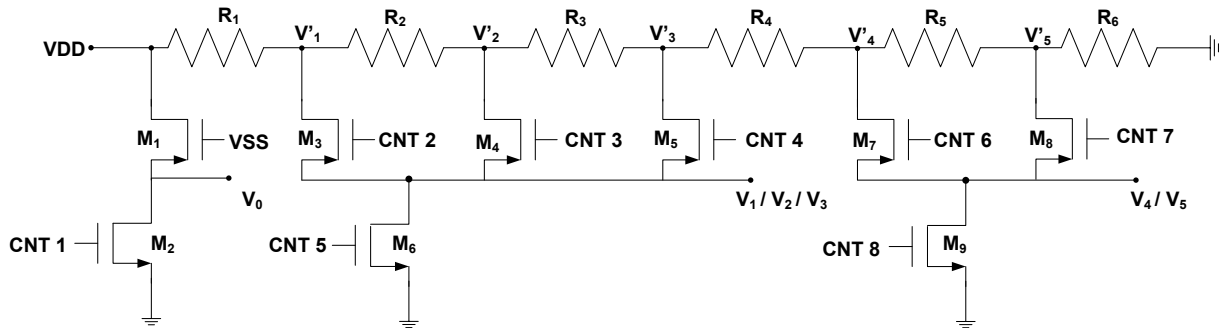 R1 R2 R3 R4 R5 R6
VDD V'1 V'2 V'3 V'4 V'5
M1 VSS M3 CNT 2 M4 CNT 3 M5 CNT 4 M7 CNT 6 M8 CNT 7
V0 V1 / V2 / V3 V4 / V5
CNT 1 M2 CNT 5 M6 CNT 8 M9